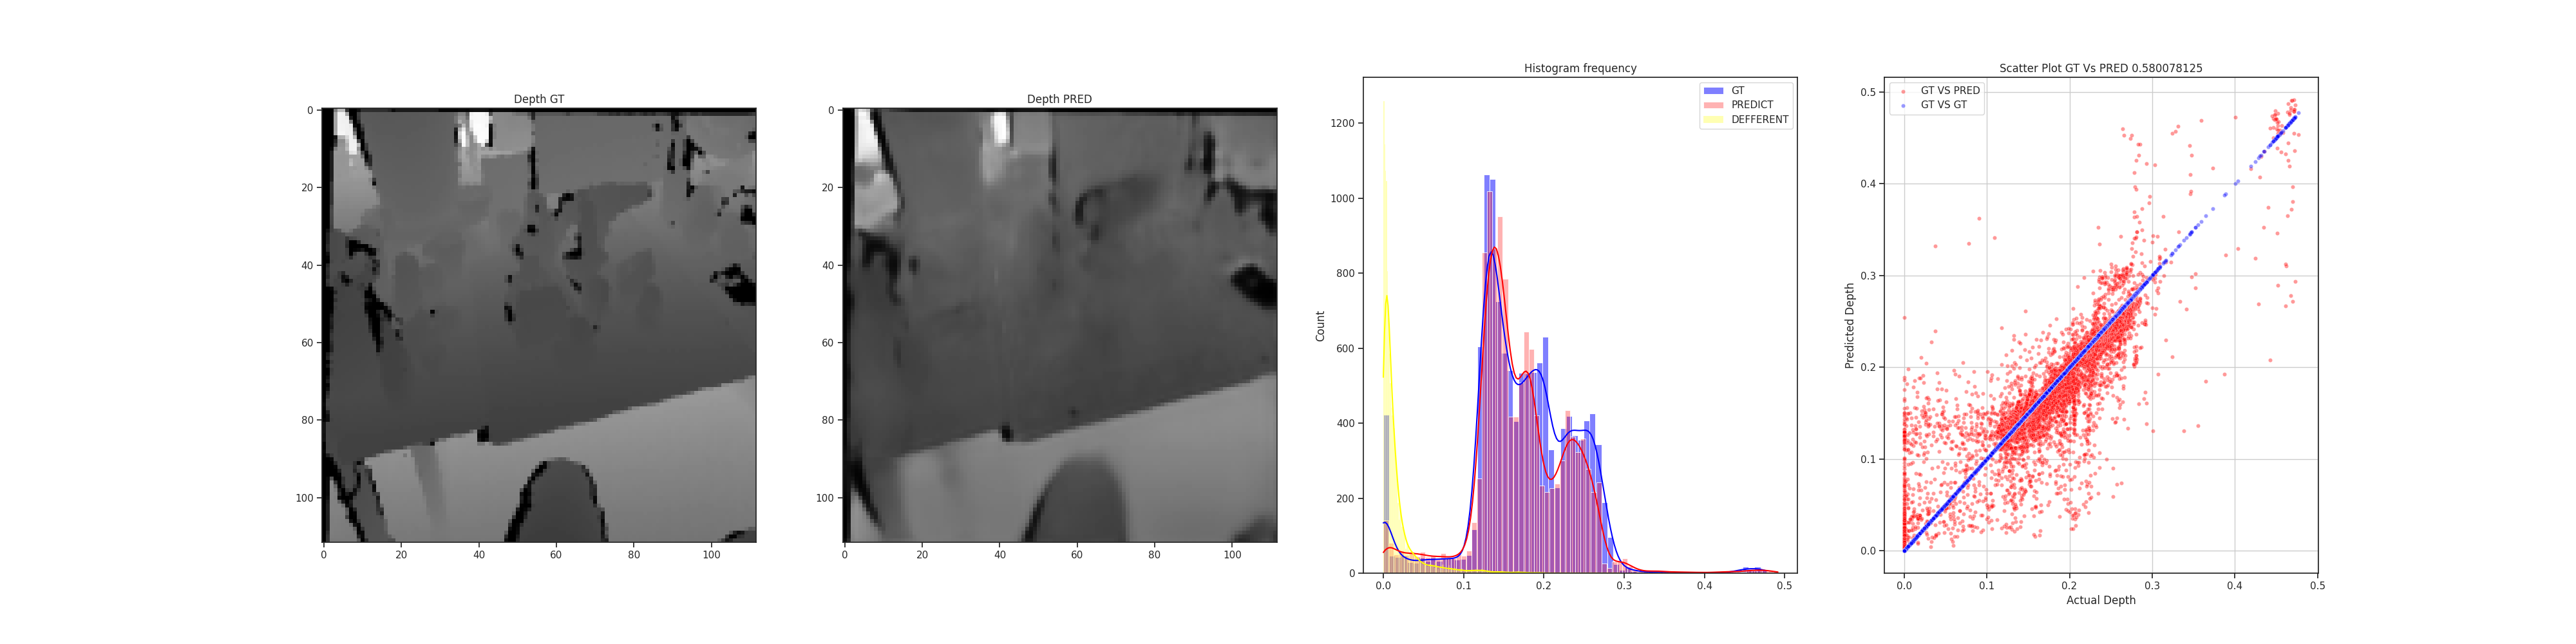 Depth GT
0
20
40
60
80
100
0 20 40 60 80 100
Depth PRED
0
20
40
60
80
100
0 20 40 60 80 100
Histogram frequency
GT
PREDICT
DEFFERENT
Count
1200
1000
800
600
400
200
0
0.0 0.1 0.2 0.3 0.4 0.5
Scatter Plot GT Vs PRED 0.580078125
GT VS PRED
GT VS GT
Predicted Depth
0.5
0.4
0.3
0.2
0.1
0.0
0.0 0.1 0.2 0.3 0.4 0.5
Actual Depth